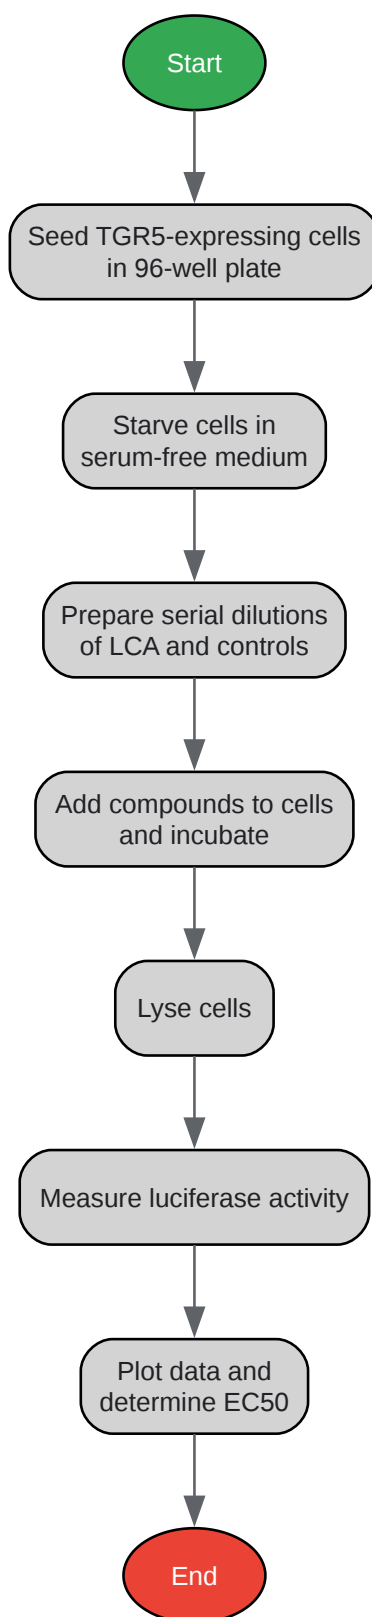 Start
Seed TGR5-expressing cells
in 96-well plate
Starve cells in
serum-free medium
Prepare serial dilutions
of LCA and controls
Add compounds to cells
and incubate
Lyse cells
Measure luciferase activity
Plot data and
determine EC50
End